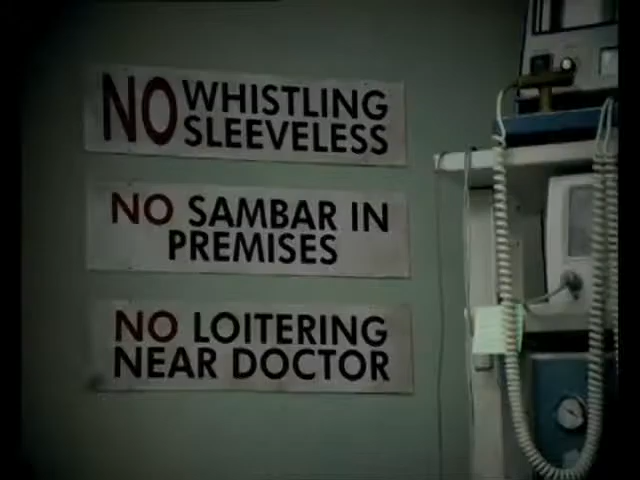 NO WHISTLING
SLEEVELESS
NO SAMBAR IN
PREMISES
NO LOITERING
NEAR DOCTOR